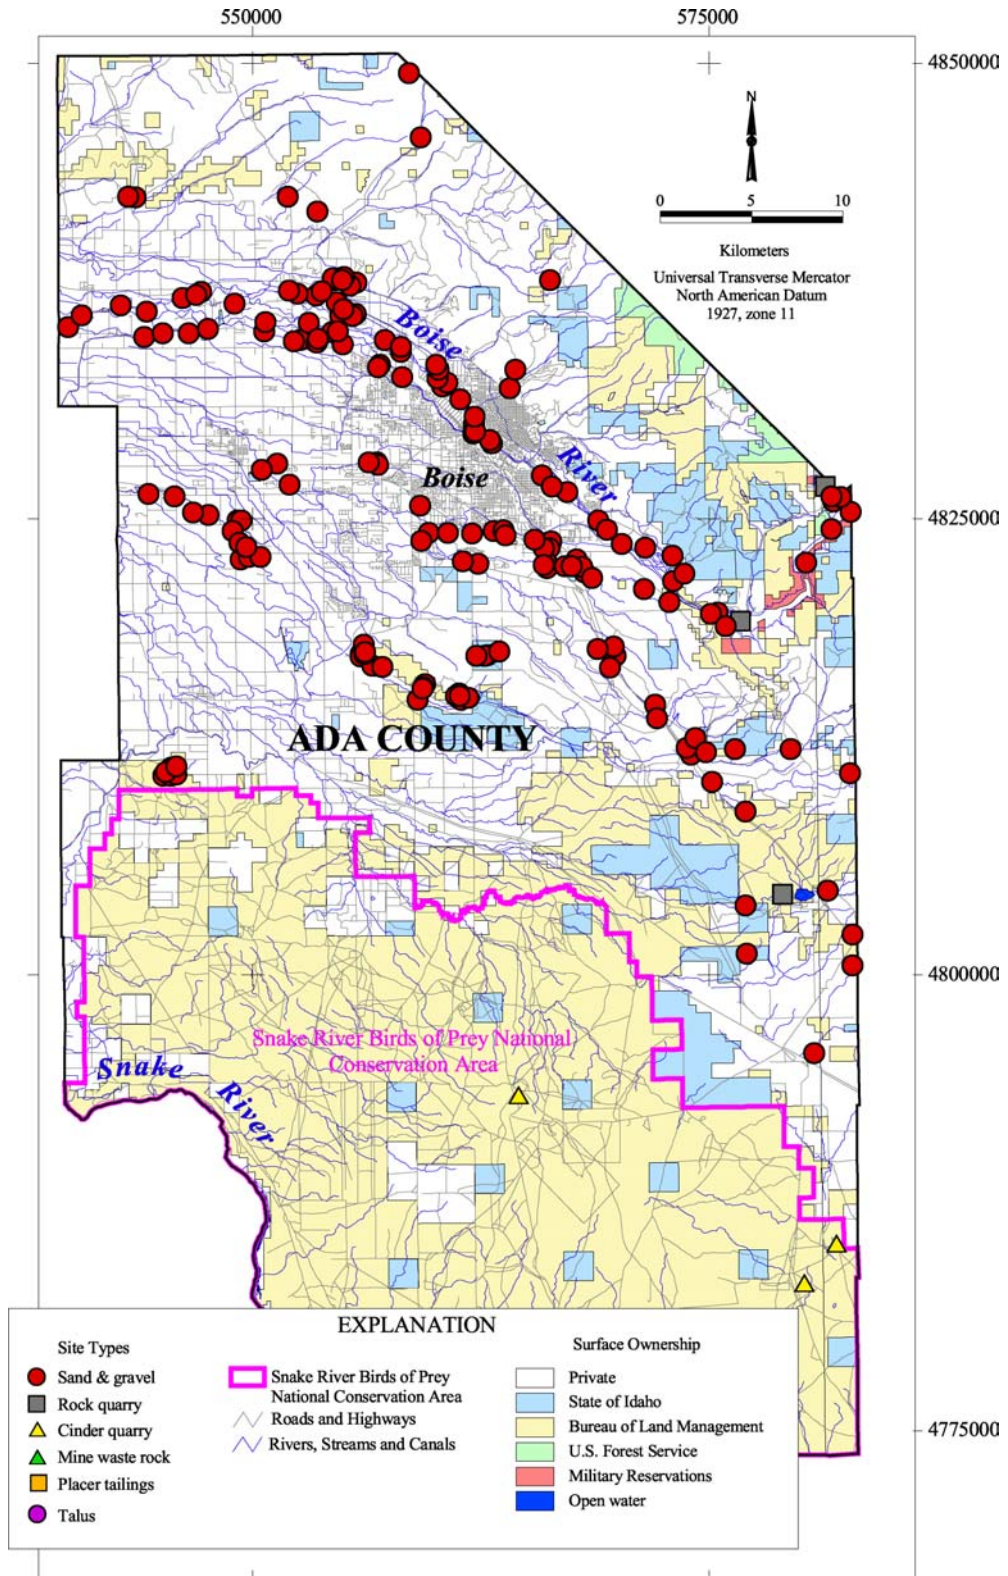 550000
575000
4850000
N
0
5
10
Kilometers
Universal Transverse Mercator
North American Datum
1927, zone 11
Boise
River
Boise
4825000
ADA COUNTY
4800000
Snake River Birds of Prey National
Conservation Area
Snake
River
4775000
EXPLANATION
Site Types
Sand & gravel
Rock quarry
Cinder quarry
Mine waste rock
Placer tailings
Talus
Snake River Birds of Prey
National Conservation Area
Roads and Highways
Rivers, Streams and Canals
Surface Ownership
Private
State of Idaho
Bureau of Land Management
U.S. Forest Service
Military Reservations
Open water